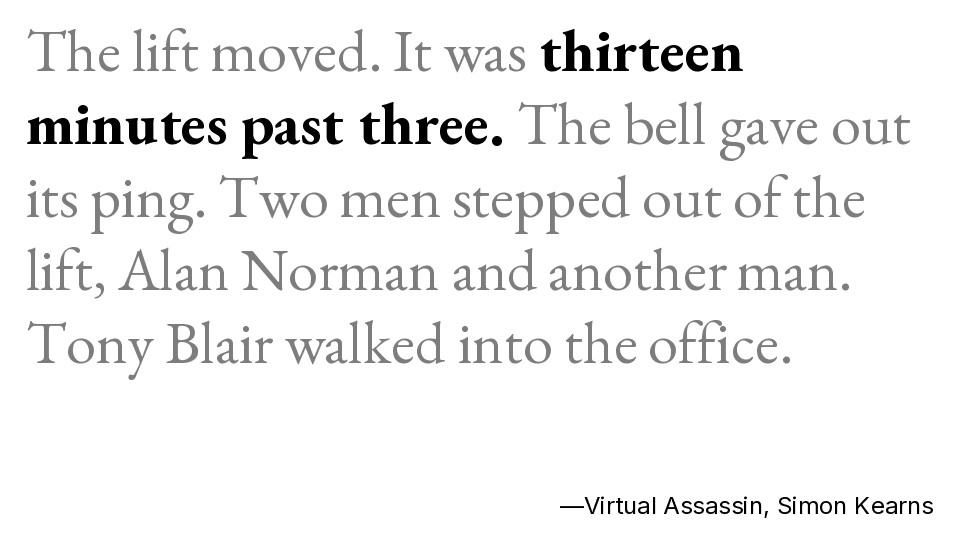 The lift moved. It was thirteen
minutes past three. The bell gave out
its ping. Two men stepped out of the
lift, Alan Norman and another man.
Tony Blair walked into the office.
—Virtual Assassin, Simon Kearns